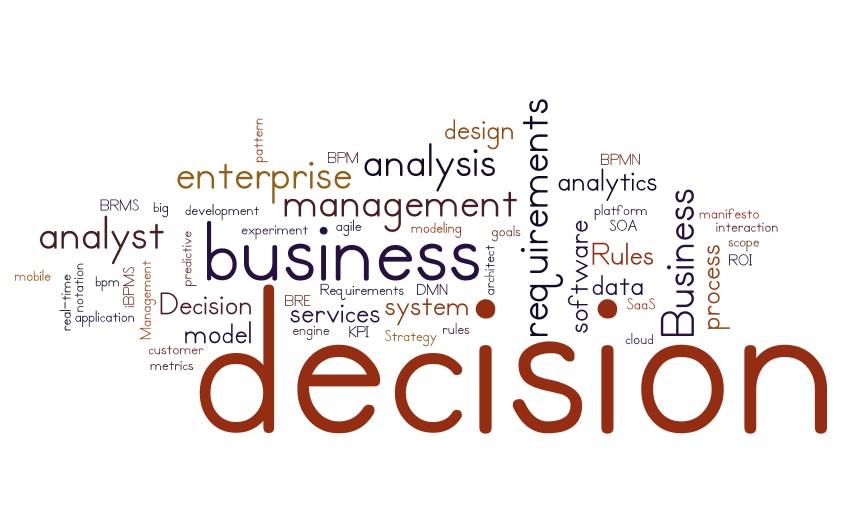 pattern
design
requirements
BPM
analysis
BPMN
enterprise
analytics
management
BRMS
big
development
platform
SOA
Business
manifesto
interaction
analyst
predictive
experiment
agile
modeling
goals
software
Rules
scope
ROI
business
architect
mobile
real-time
notation
bpm
iBPMS
Management
Requirements
DMN
data
process
Decision
BRE
services
system
SaaS
application
engine
KPI
Strategy
rules
model
cloud
customer
metrics
decision